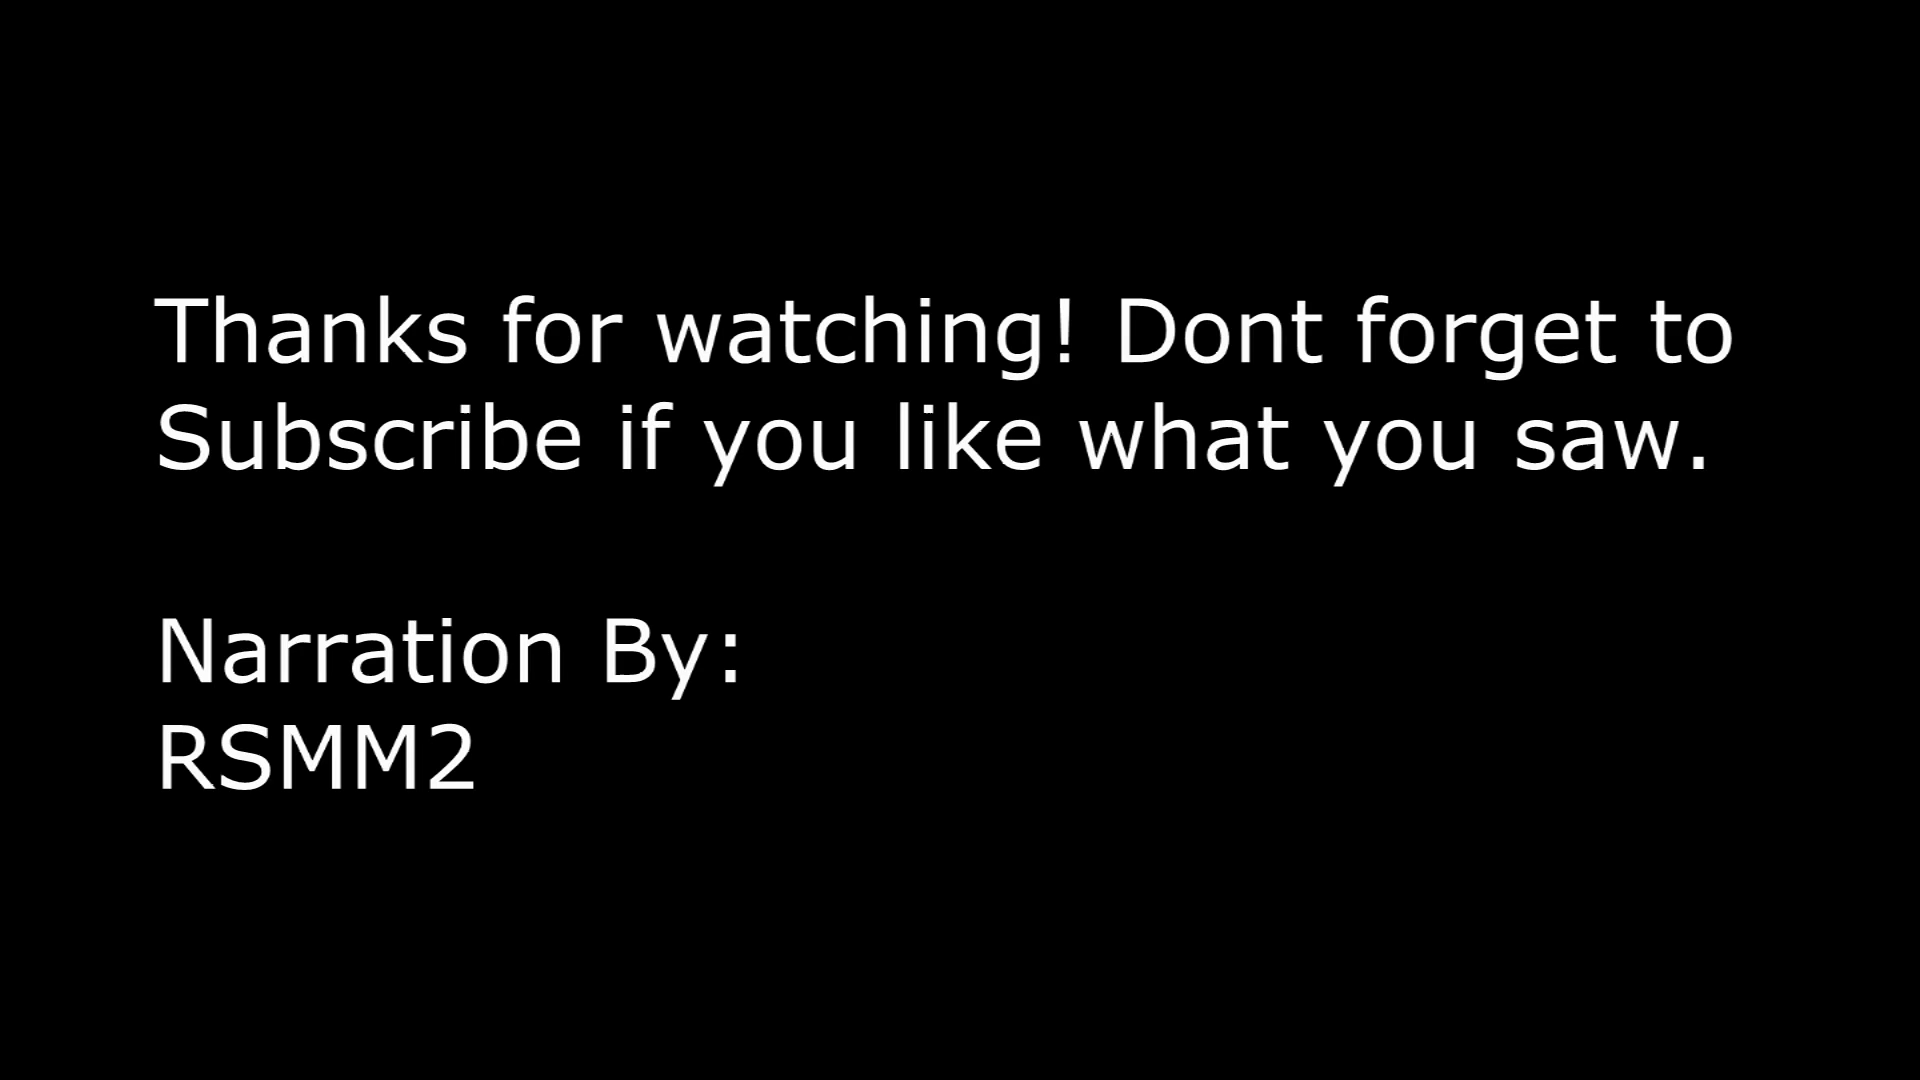 Thanks for watching! Dont forget to
Subscribe if you like what you saw.
Narration By:
RSMM2